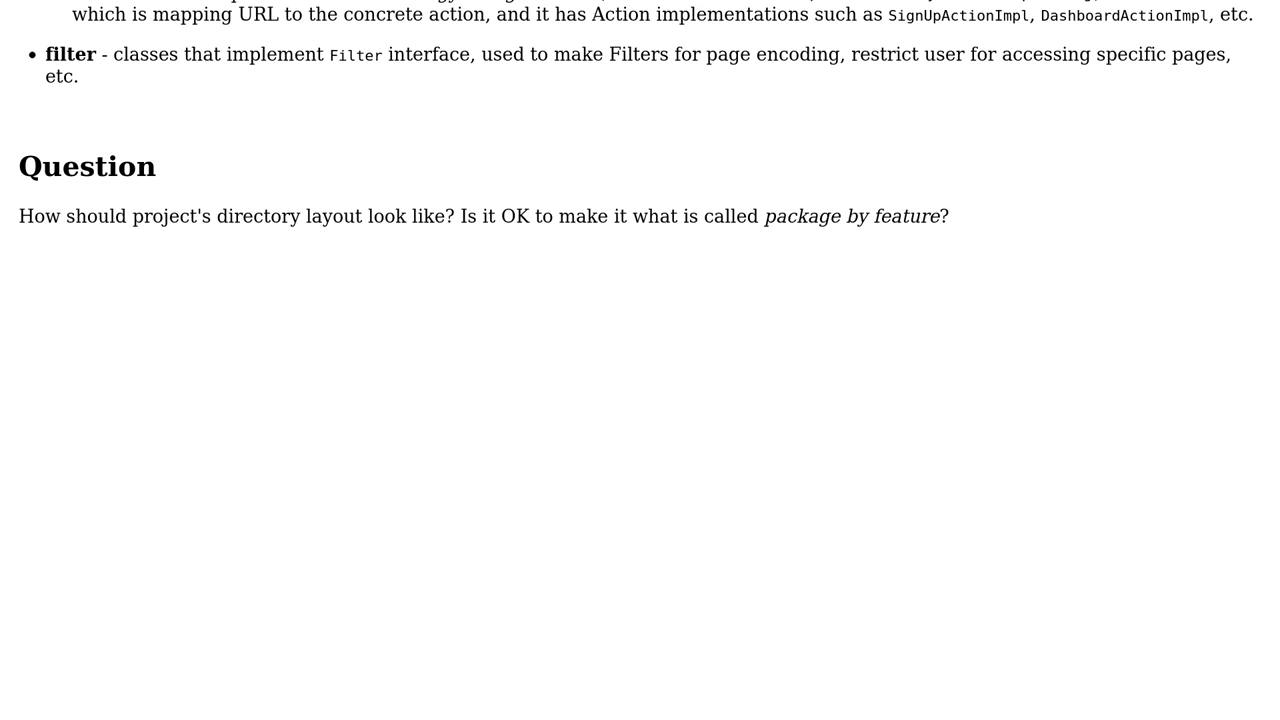 which is mapping URL to the concrete action, and it has Action implementations such as SignUpActionImpl, DashboardActionImpl, etc.
• filter - classes that implement Filter interface, used to make Filters for page encoding, restrict user for accessing specific pages,
etc.
Question
How should project's directory layout look like? Is it OK to make it what is called package by feature?